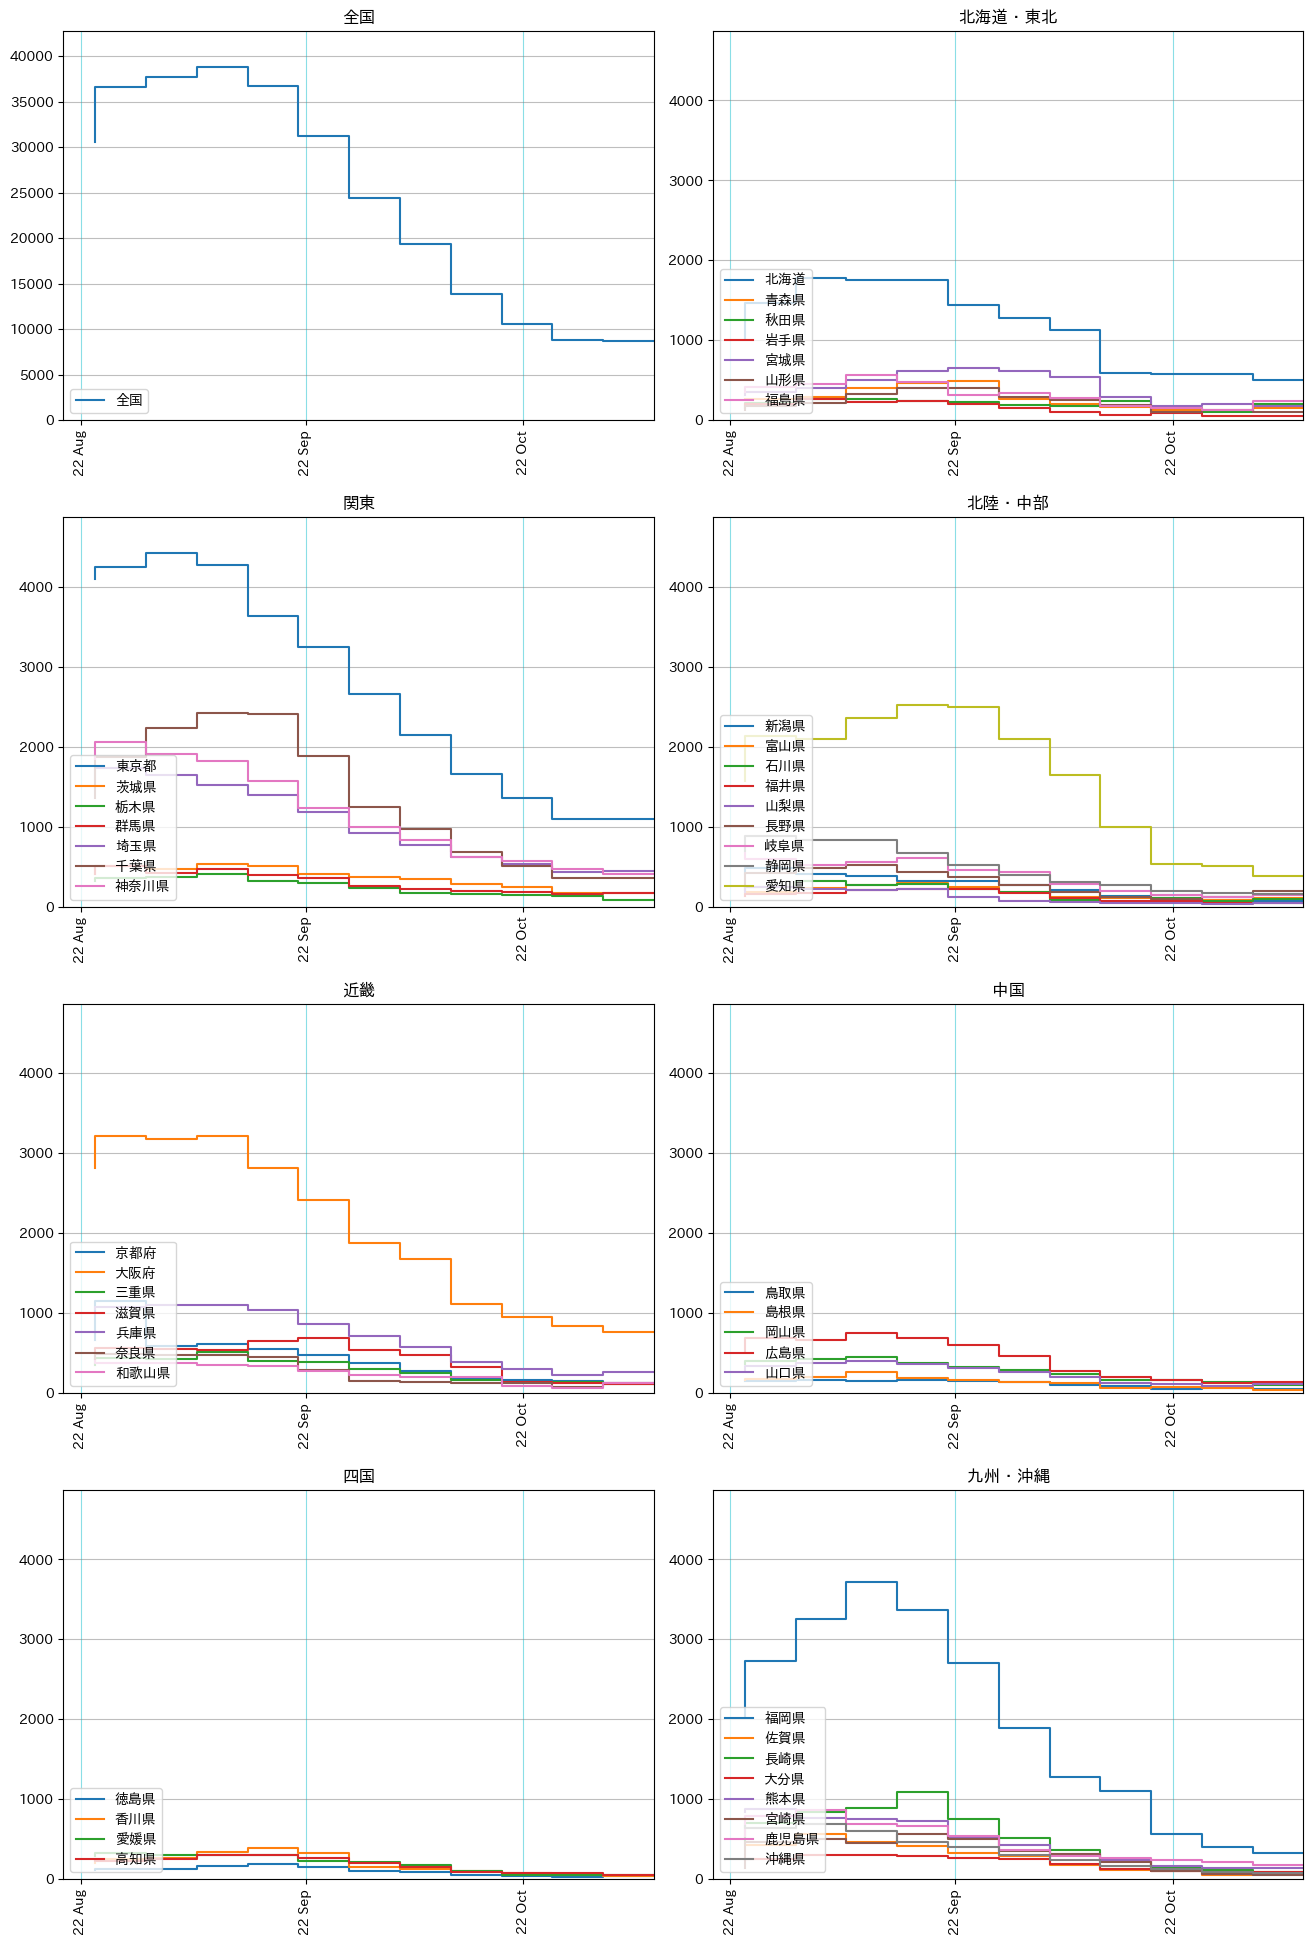 全国
40000
35000
30000
25000
20000
15000
10000
5000
0
全国
22 Aug
22 Sep
22 Oct
北海道・東北
4000
3000
2000
1000
0
北海道
青森県
秋田県
岩手県
宮城県
山形県
福島県
22 Aug
22 Sep
22 Oct
関東
4000
3000
2000
1000
0
東京都
茨城県
栃木県
群馬県
埼玉県
千葉県
神奈川県
22 Aug
22 Sep
22 Oct
北陸・中部
4000
3000
2000
1000
0
新潟県
富山県
石川県
福井県
山梨県
長野県
岐阜県
静岡県
愛知県
22 Aug
22 Sep
22 Oct
近畿
4000
3000
2000
1000
0
京都府
大阪府
三重県
滋賀県
兵庫県
奈良県
和歌山県
22 Aug
22 Sep
22 Oct
中国
4000
3000
2000
1000
0
鳥取県
島根県
岡山県
広島県
山口県
22 Aug
22 Sep
22 Oct
四国
4000
3000
2000
1000
0
徳島県
香川県
愛媛県
高知県
22 Aug
22 Sep
22 Oct
九州・沖縄
4000
3000
2000
1000
0
福岡県
佐賀県
長崎県
大分県
熊本県
宮崎県
鹿児島県
沖縄県
22 Aug
22 Sep
22 Oct